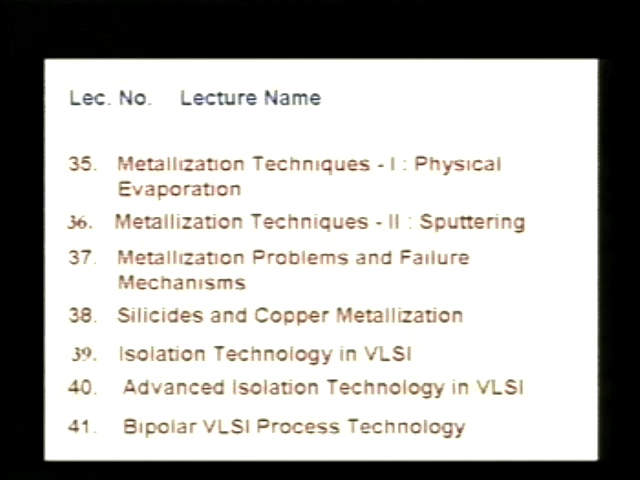 Lec. No. Lecture Name
35. Metallization Techniques - I : Physical
Evaporation
36. Metallization Techniques - II : Sputtering
37. Metallization Problems and Failure
Mechanisms
38. Silicides and Copper Metallization
39. Isolation Technology in VLSI
40. Advanced Isolation Technology in VLSI
41. Bipolar VLSI Process Technology